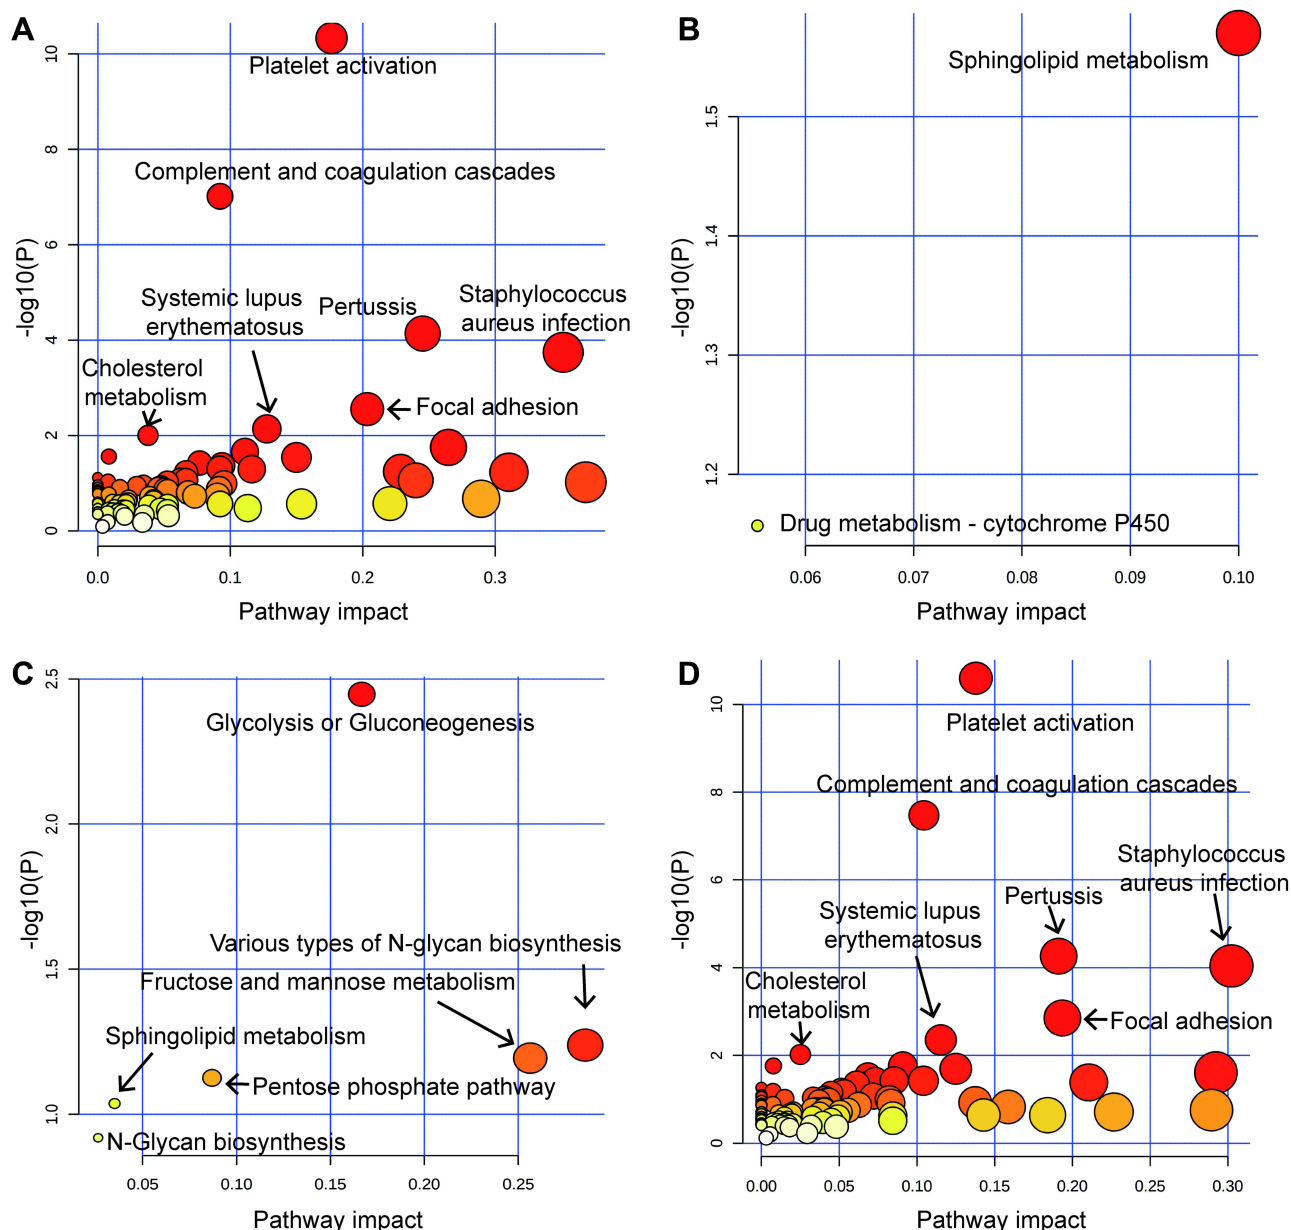 A
10
8
6
4
2
0
-log10(P)
Platelet activation
Complement and coagulation cascades
Systemic lupus
erythematosus
Pertussis
Staphylococcus
aureus infection
Cholesterol
metabolism
Focal adhesion
0.0
0.1
0.2
0.3
Pathway impact
B
Sphingolipid metabolism
1.5
1.4
1.3
1.2
-log10(P)
Drug metabolism - cytochrome P450
0.06
0.07
0.08
0.09
0.10
Pathway impact
C
2.5
2.0
1.5
1.0
-log10(P)
Glycolysis or Gluconeogenesis
Various types of N-glycan biosynthesis
Fructose and mannose metabolism
Sphingolipid metabolism
Pentose phosphate pathway
N-Glycan biosynthesis
0.05
0.10
0.15
0.20
0.25
Pathway impact
D
10
8
6
4
2
0
-log10(P)
Platelet activation
Complement and coagulation cascades
Staphylococcus
aureus infection
Pertussis
Systemic lupus
erythematosus
Cholesterol
metabolism
Focal adhesion
0.00
0.05
0.10
0.15
0.20
0.25
0.30
Pathway impact